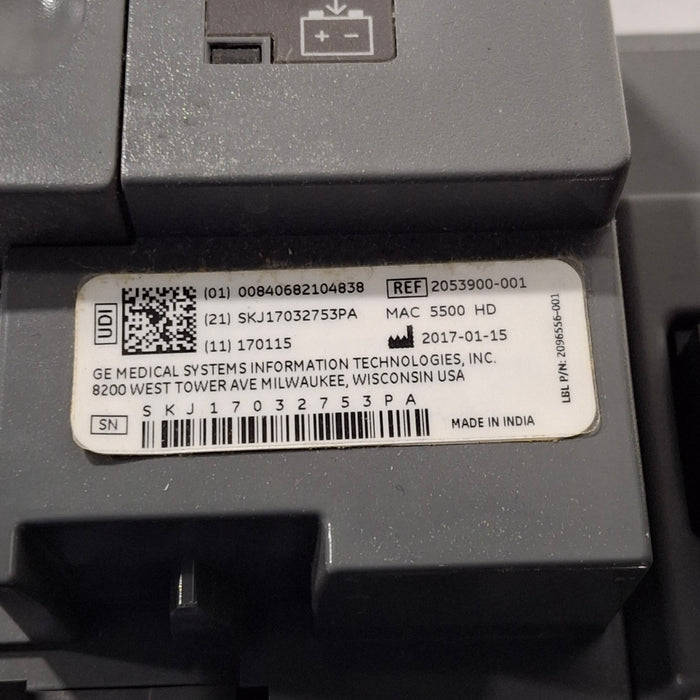 + -
UDI
(01) 00840682104838 REF 2053900-001
(21) SKJ17032753PA MAC 5500 HD
(11) 170115 2017-01-15
GE MEDICAL SYSTEMS INFORMATION TECHNOLOGIES, INC.
8200 WEST TOWER AVE MILWAUKEE, WISCONSIN USA
SKJ17032753PA
SN MADE IN INDIA
LBL P/N: 2096556-001